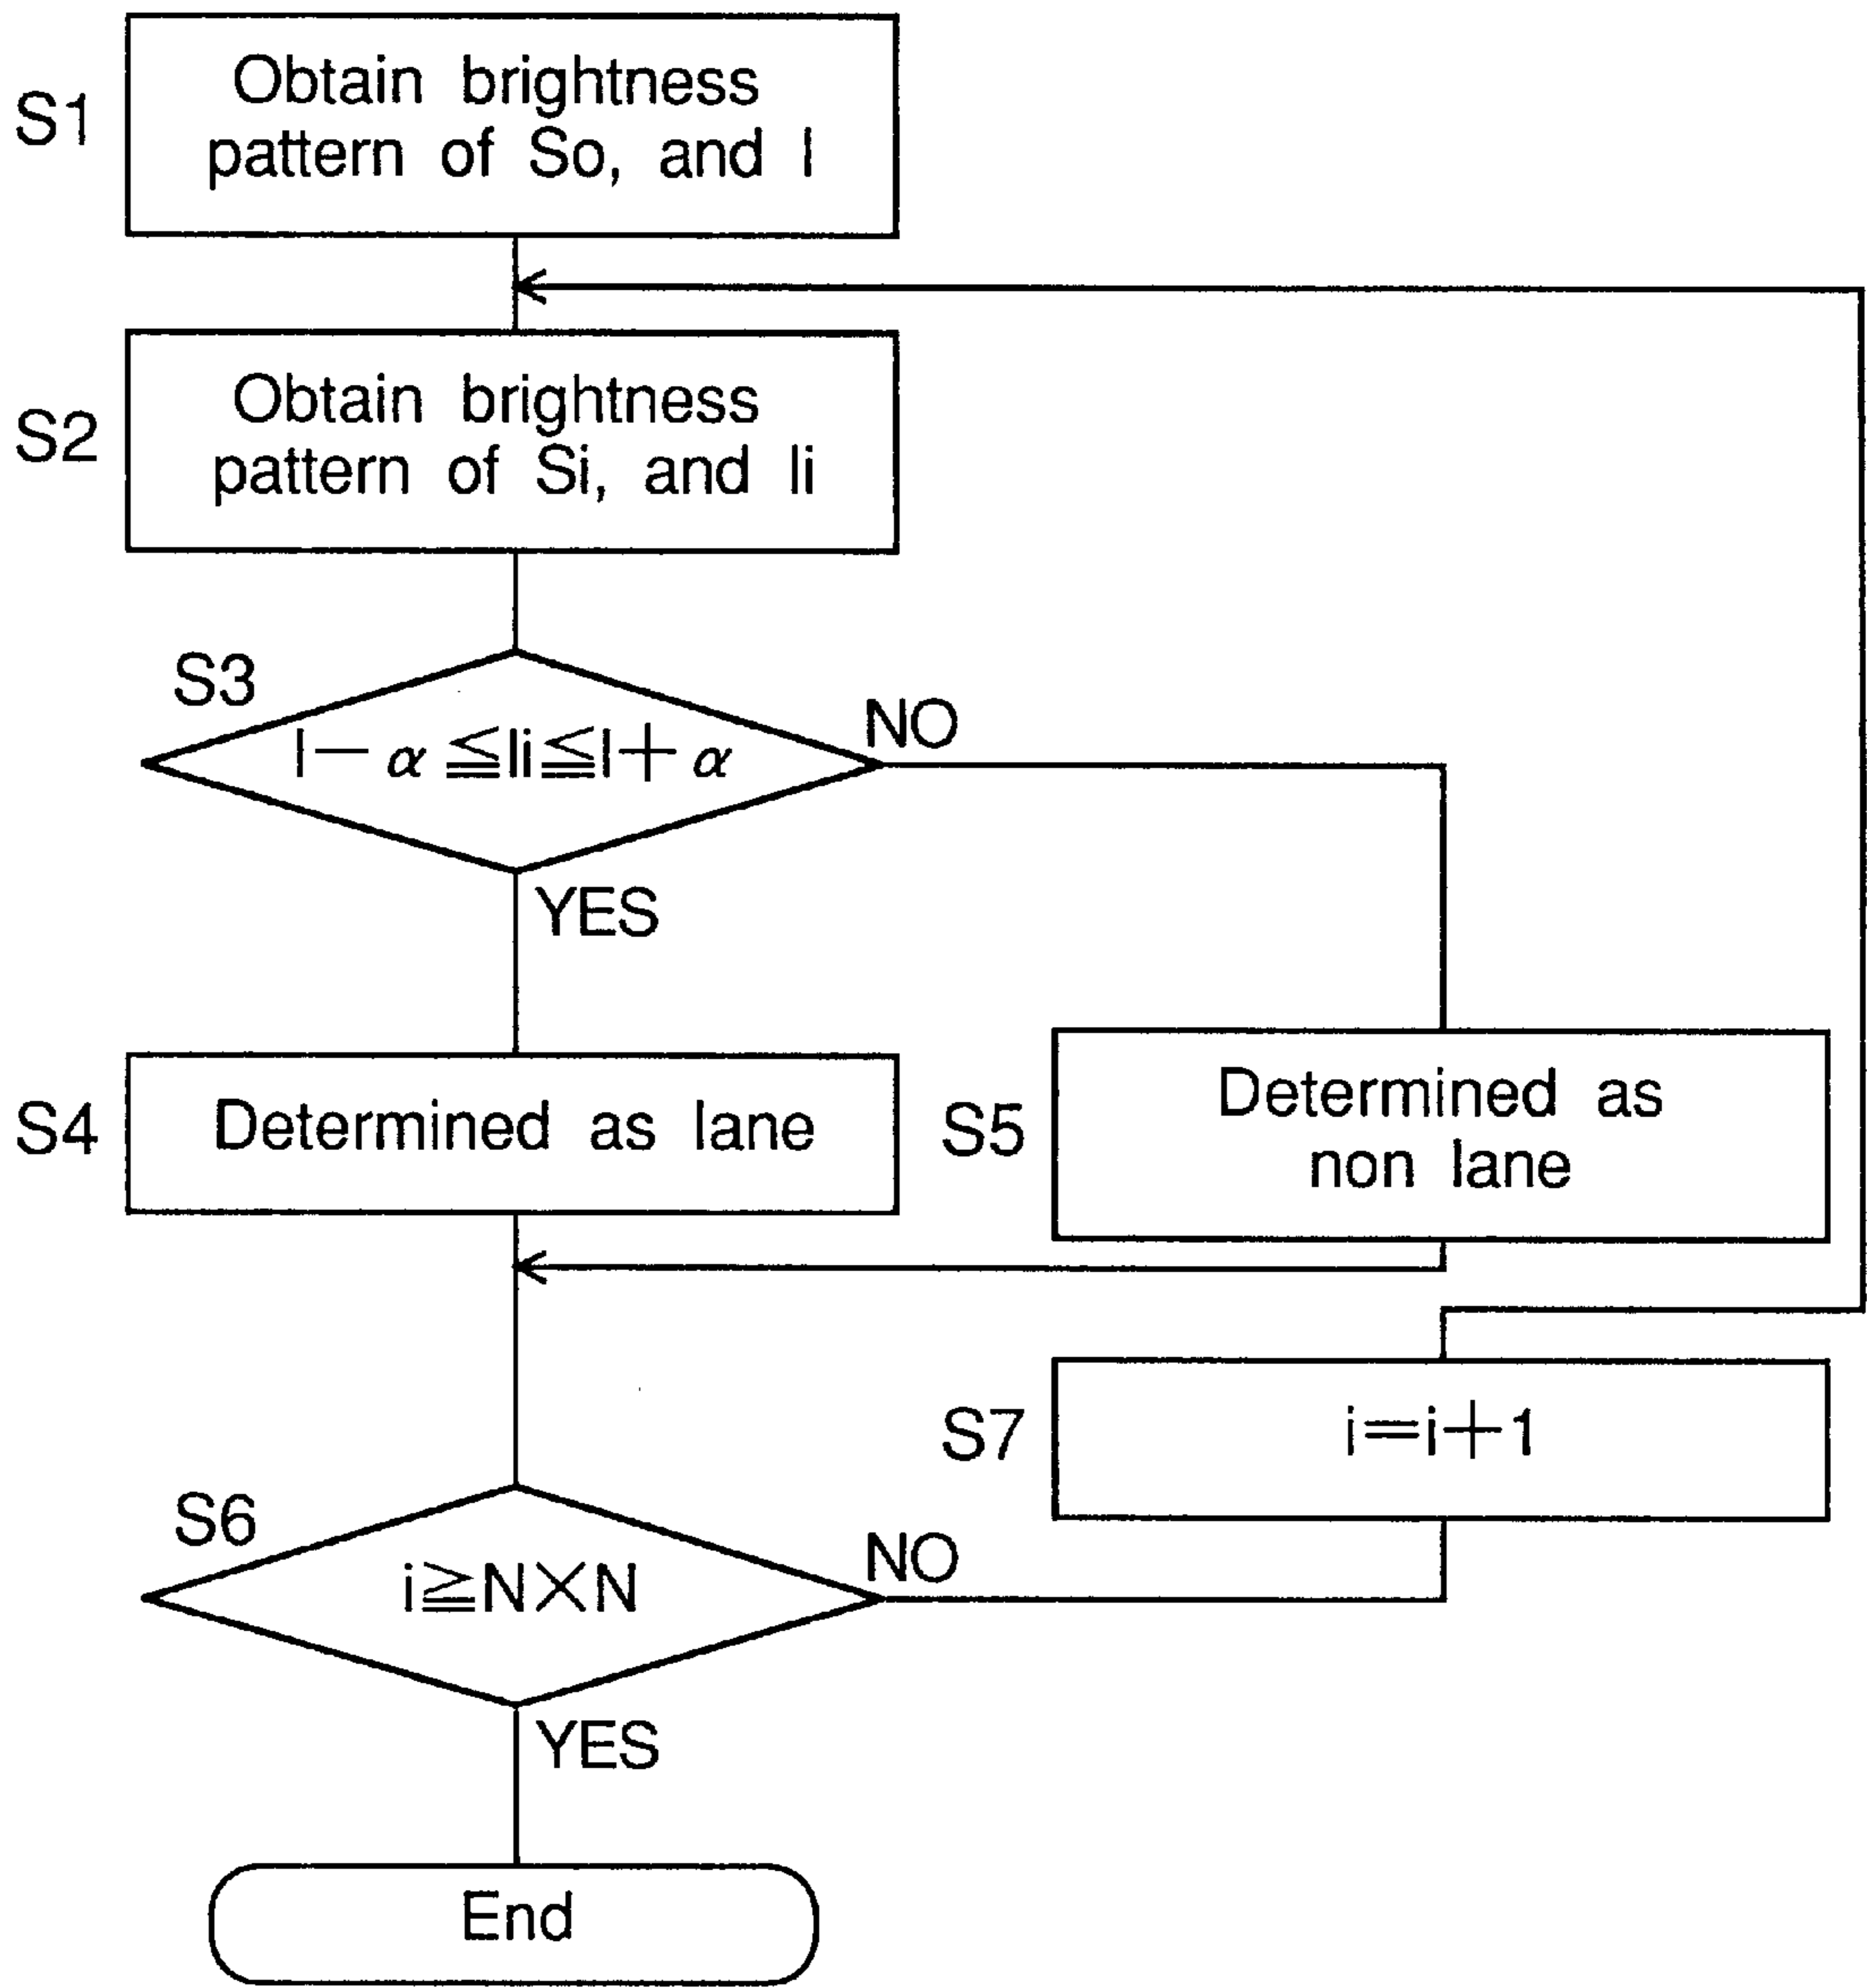 S1
Obtain brightness
pattern of So, and I
S2
Obtain brightness
pattern of Si, and Ii
S3
I－α≦Ii≦I＋α
NO
YES
S4
Determined as lane
S5
Determined as
non lane
S7
i＝i＋1
S6
i≧N×N
NO
YES
End